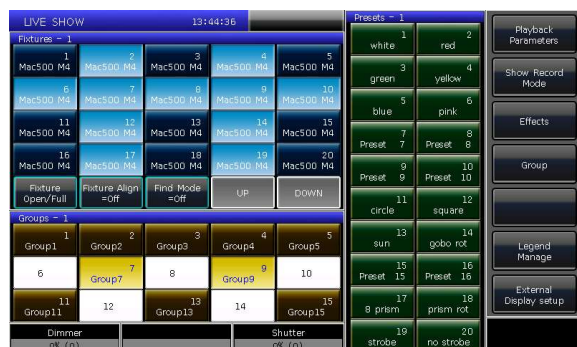 LIVE SHOW 13:44:36
Fixtures - 1
1 2 3 4 5
Mac500 M4 Mac500 M4 Mac500 M4 Mac500 M4 Mac500 M4
6 7 8 9 10
Mac500 M4 Mac500 M4 Mac500 M4 Mac500 M4 Mac500 M4
11 12 13 14 15
Mac500 M4 Mac500 M4 Mac500 M4 Mac500 M4 Mac500 M4
16 17 18 19 20
Mac500 M4 Mac500 M4 Mac500 M4 Mac500 M4 Mac500 M4
Fixture Open/Full
Fixture Align =Off
Find Mode =Off
UP
DOWN
Groups - 1
1 2 3 4 5
Group1 Group2 Group3 Group4 Group5
6 7 8 9 10
Group7 Group9
11 12 13 14 15
Group11 Group13 Group15
Dimmer Shutter
0% (0) 0% (0)
Presets - 1
1 2
white red
3 4
green yellow
5 6
blue pink
7 8
Preset 7 Preset 8
9 10
Preset 9 Preset 10
11 12
circle square
13 14
sun gobo rot
15 16
Preset 15 Preset 16
17 18
8 prism prism rot
19 20
strobe no strobe
Playback
Parameters
Show Record
Mode
Effects
Group
Legend
Manage
External
Display setup